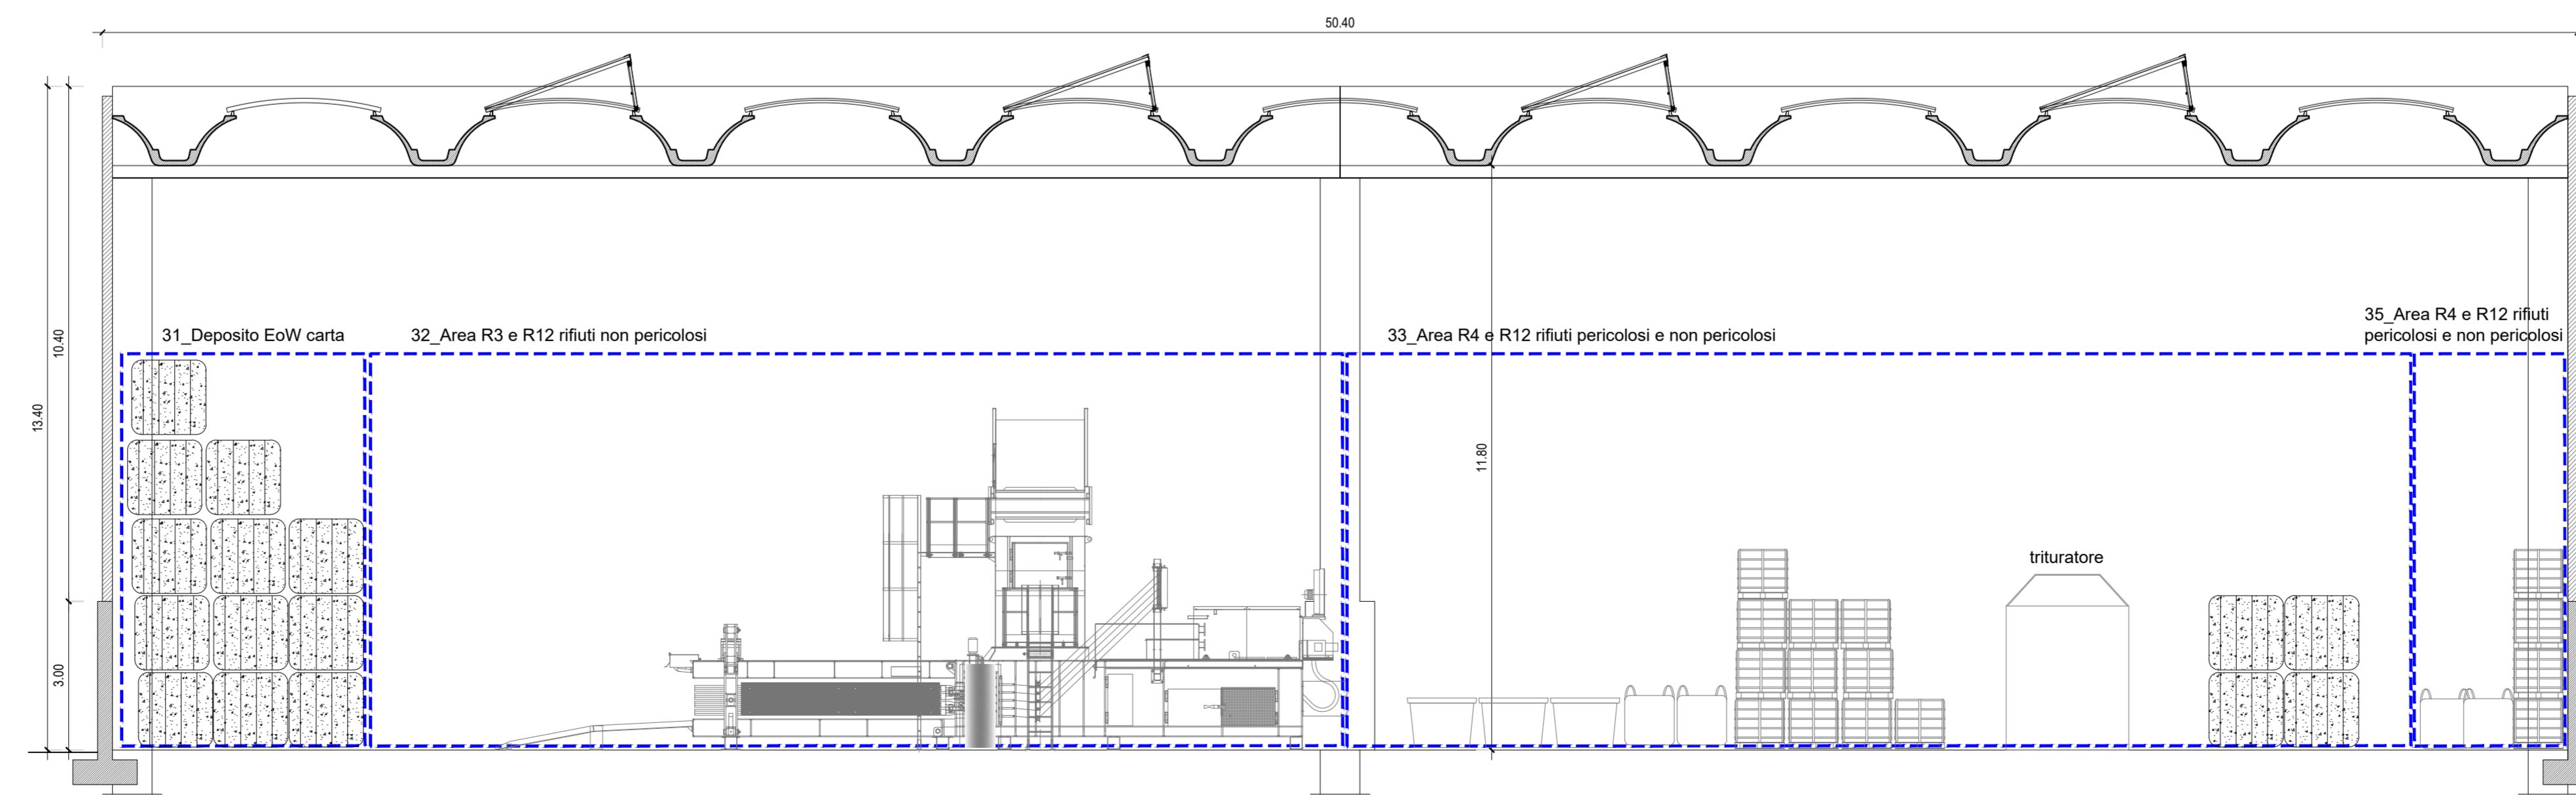 50.40
31_Deposito EoW carta
32_Area R3 e R12 rifiuti non pericolosi
33_Area R4 e R12 rifiuti pericolosi e non pericolosi
35_Area R4 e R12 rifiuti
pericolosi e non pericolosi
10.40
13.40
11.80
trituratore
3.00